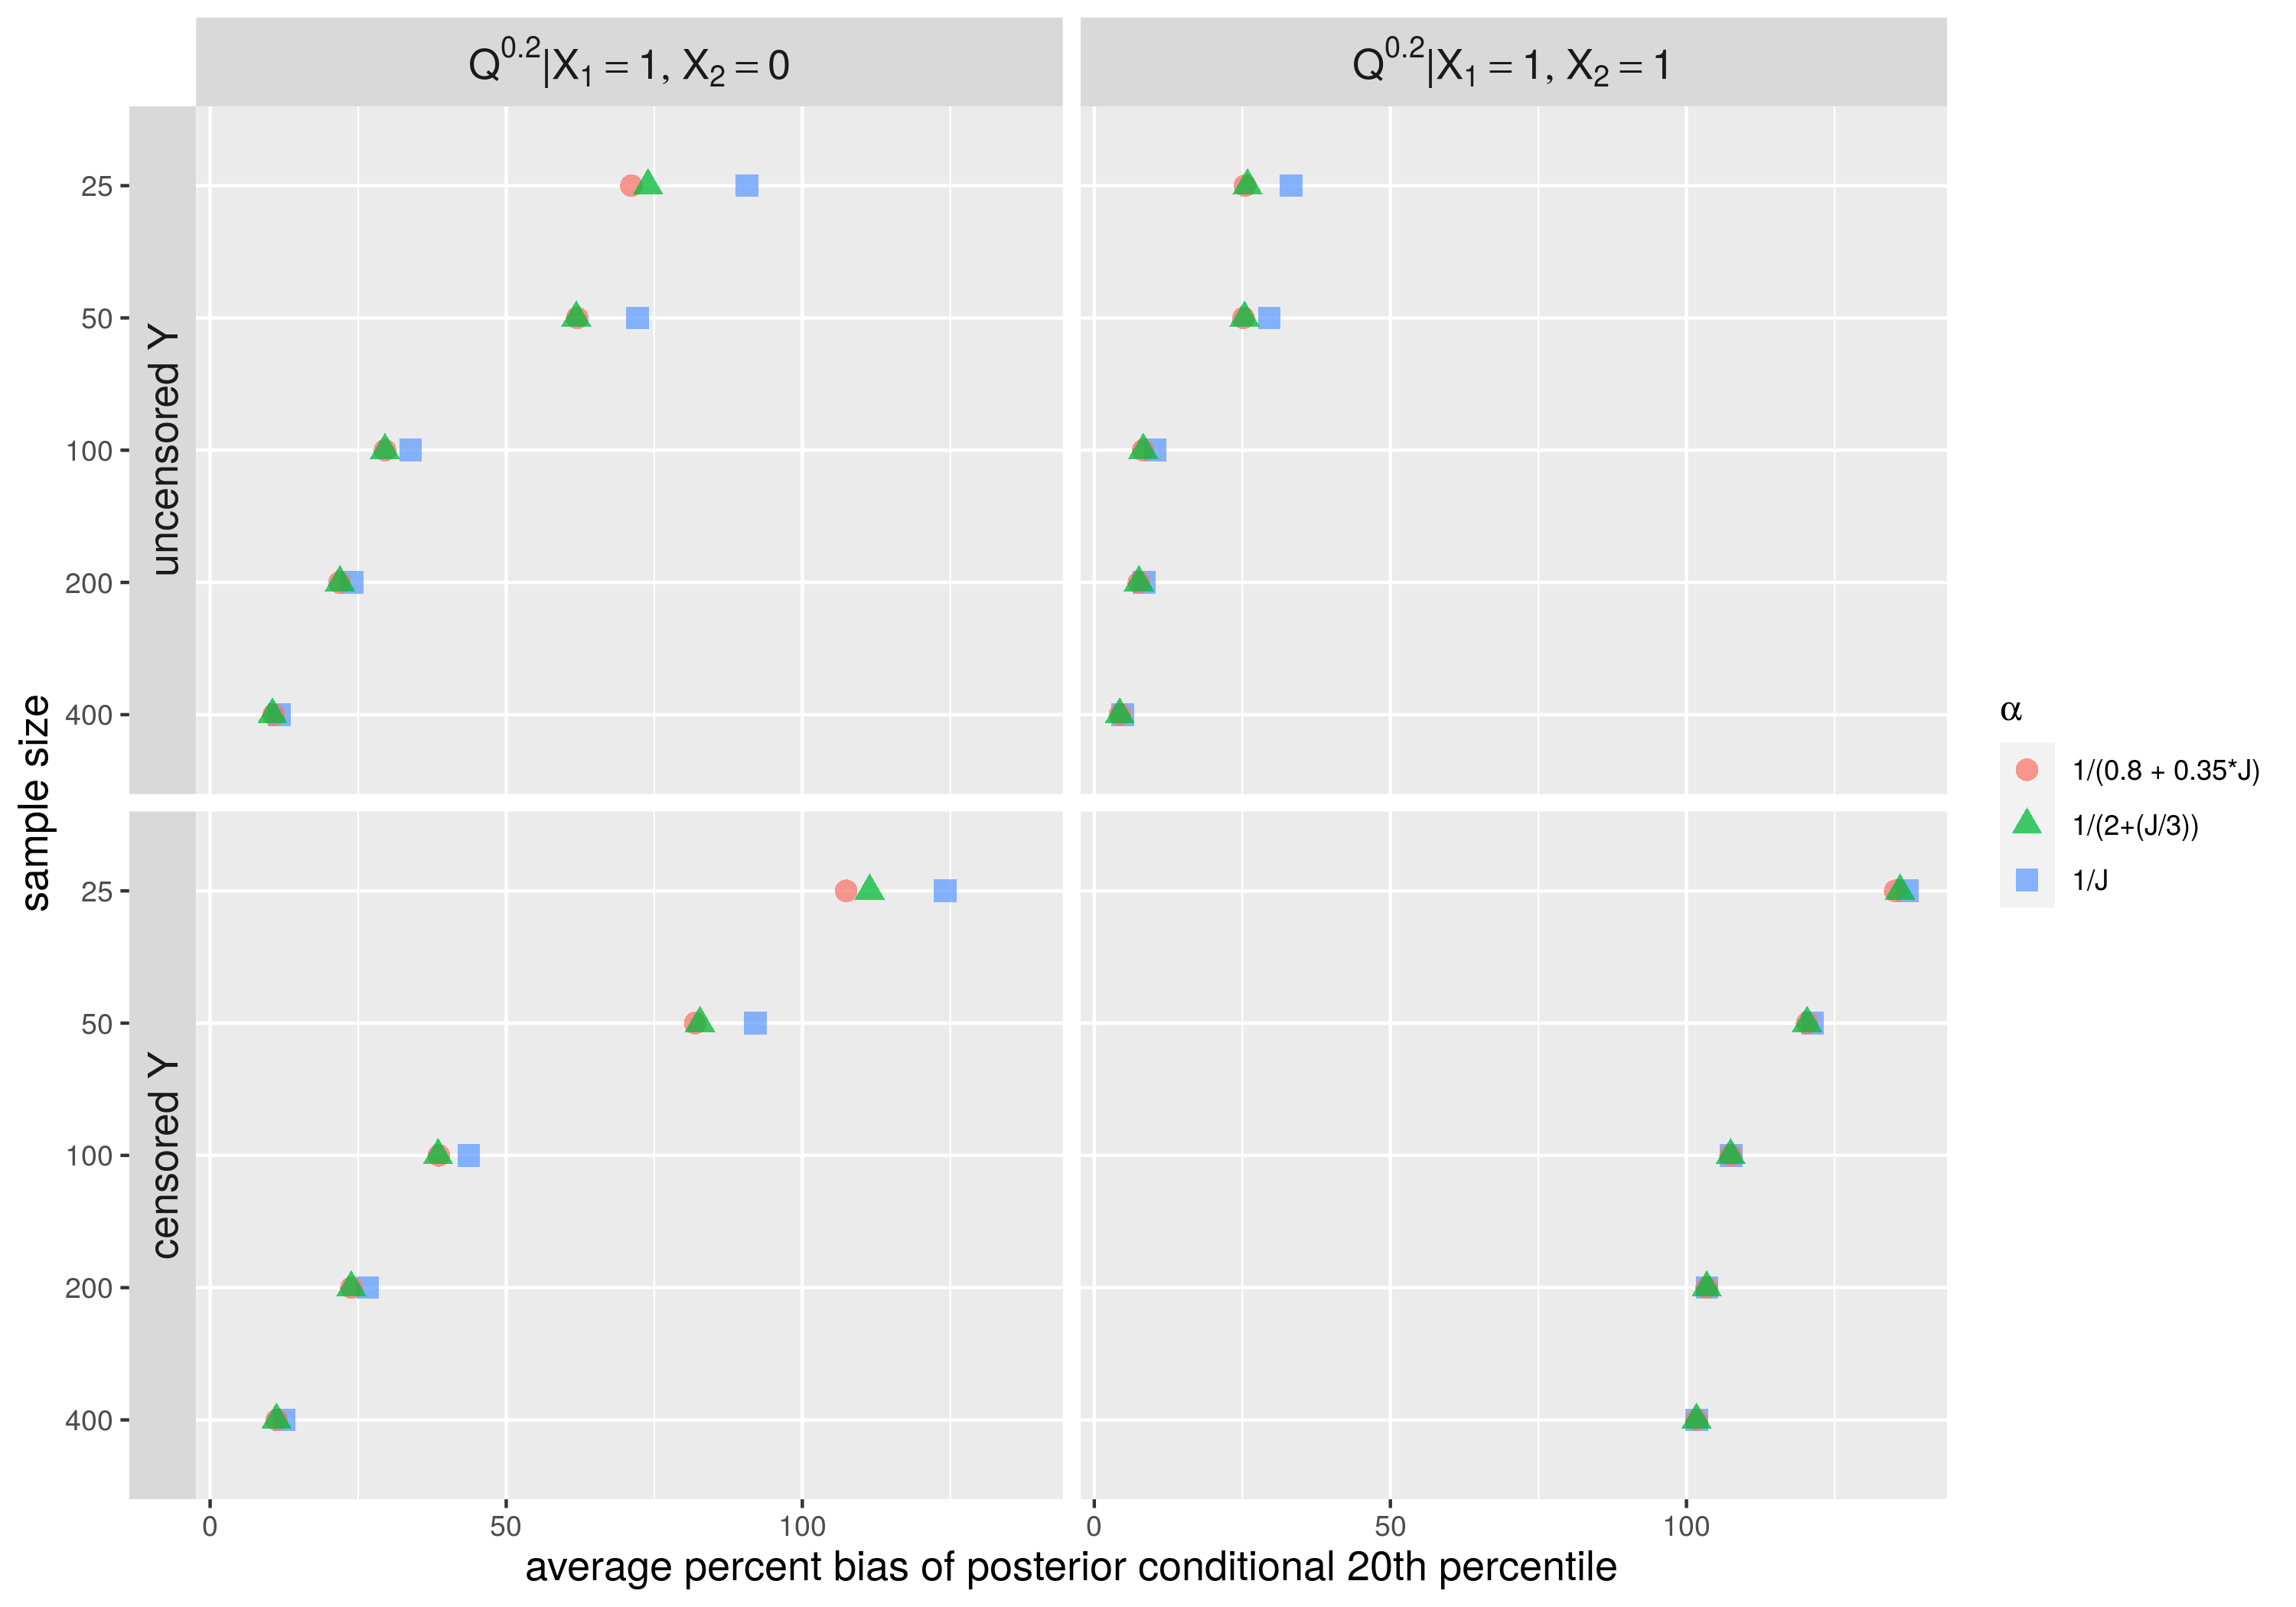 Q^0.2|X₁ = 1, X₂ = 0
Q^0.2|X₁ = 1, X₂ = 1
sample size
uncensored Y
25
50
100
200
400
censored Y
25
50
100
200
400
0 50 100
0 50 100
average percent bias of posterior conditional 20th percentile
α
1/(0.8 + 0.35*J)
1/(2+(J/3))
1/J